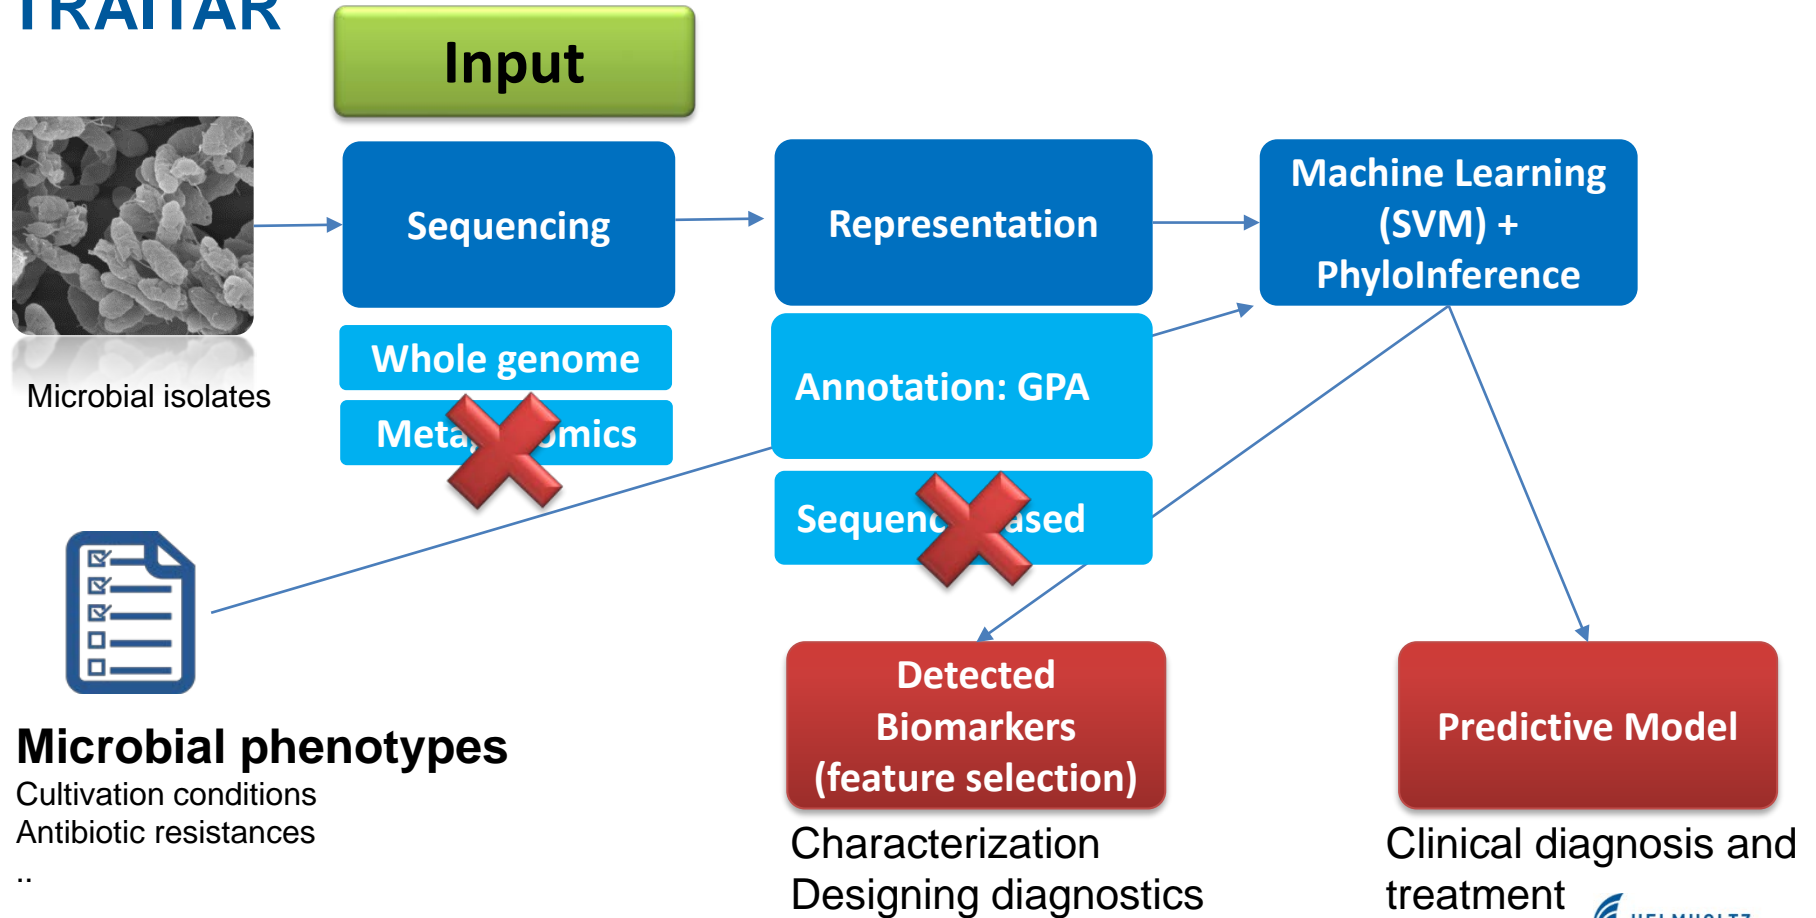 TRAITAR
Input
Sequencing
Representation
Machine Learning
(SVM) +
PhyloInference
Whole genome
Annotation: GPA
Microbial isolates
Microbial phenotypes
Cultivation conditions
Antibiotic resistances
..
Detected
Biomarkers
(feature selection)
Predictive Model
Characterization
Designing diagnostics
Clinical diagnosis and
treatment
HELMHOLTZ